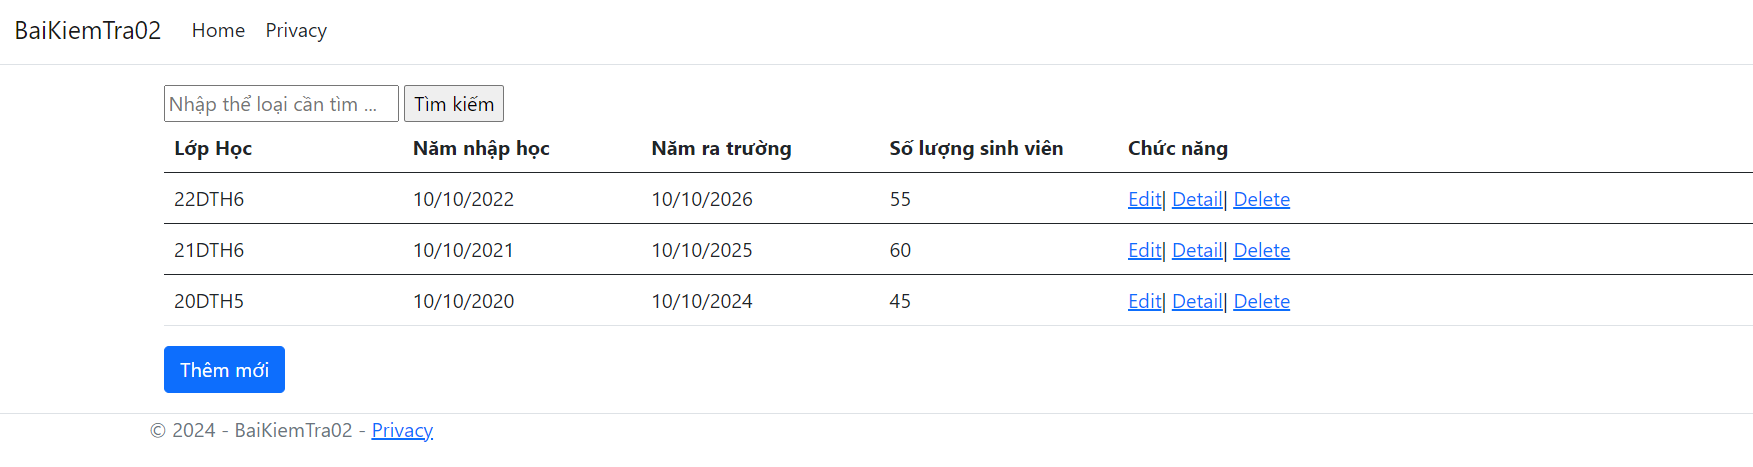 BaiKiemTra02 Home Privacy
Nhập thể loại cần tìm ... Tìm kiếm
Lớp Học Năm nhập học Năm ra trường Số lượng sinh viên Chức năng
22DTH6 10/10/2022 10/10/2026 55 Edit| Detail| Delete
21DTH6 10/10/2021 10/10/2025 60 Edit| Detail| Delete
20DTH5 10/10/2020 10/10/2024 45 Edit| Detail| Delete
Thêm mới
© 2024 - BaiKiemTra02 - Privacy